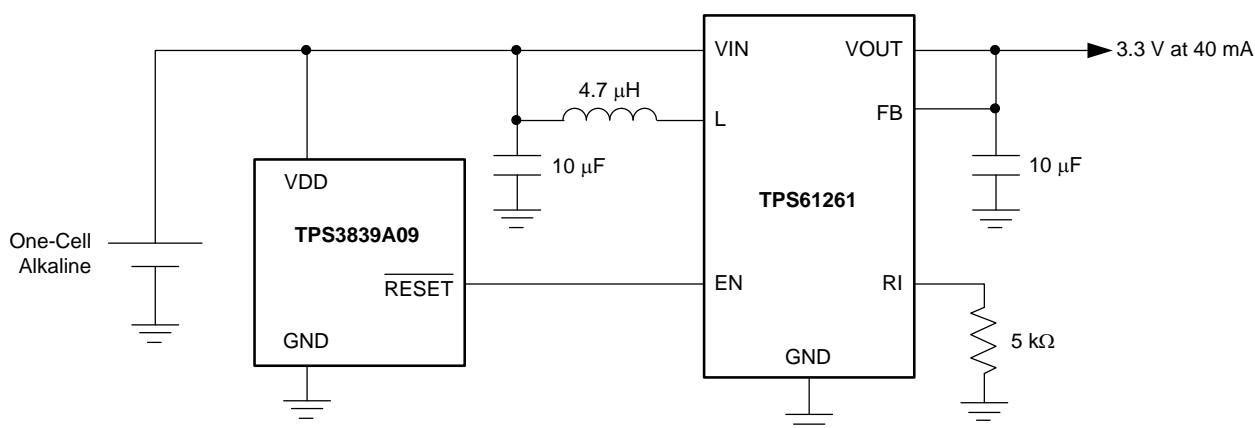 VIN
VOUT
3.3 V at 40 mA
4.7 μH
L
FB
10 μF
10 μF
VDD
TPS61261
TPS3839A09
One-Cell
Alkaline
RESET
EN
RI
GND
GND
5 kΩ